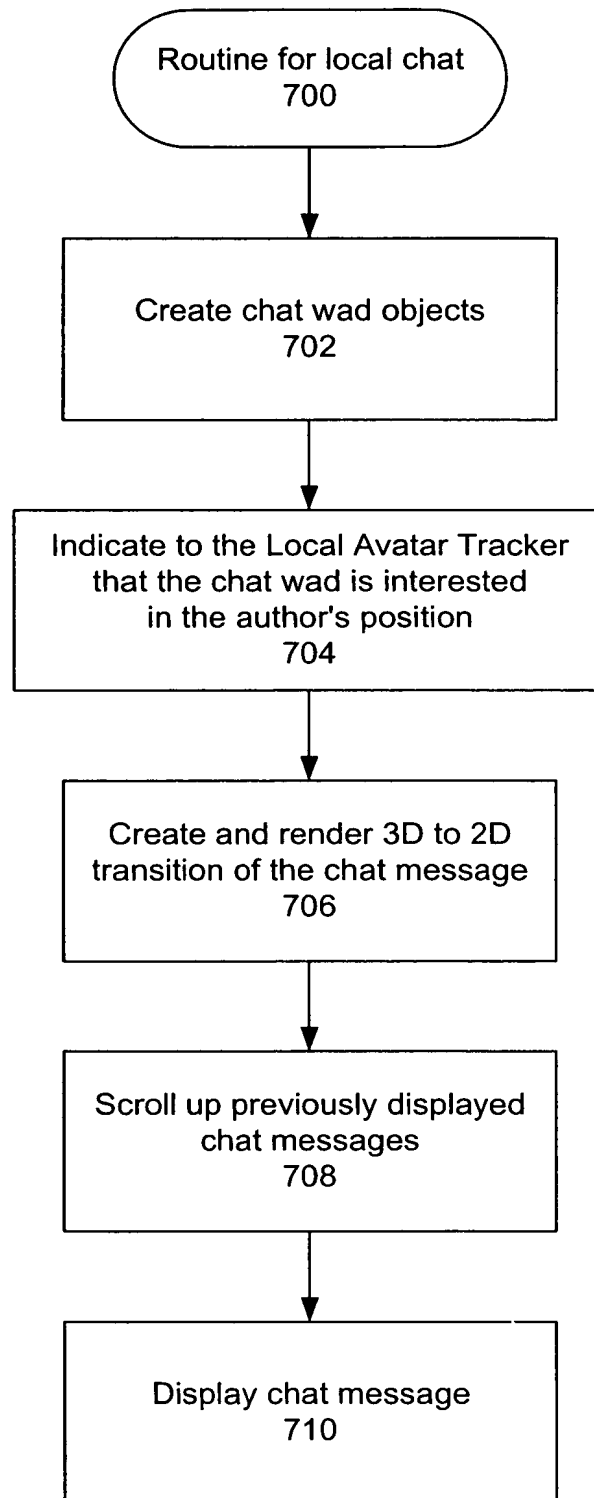 Routine for local chat
700
Create chat wad objects
702
Indicate to the Local Avatar Tracker
that the chat wad is interested
in the author's position
704
Create and render 3D to 2D
transition of the chat message
706
Scroll up previously displayed
chat messages
708
Display chat message
710